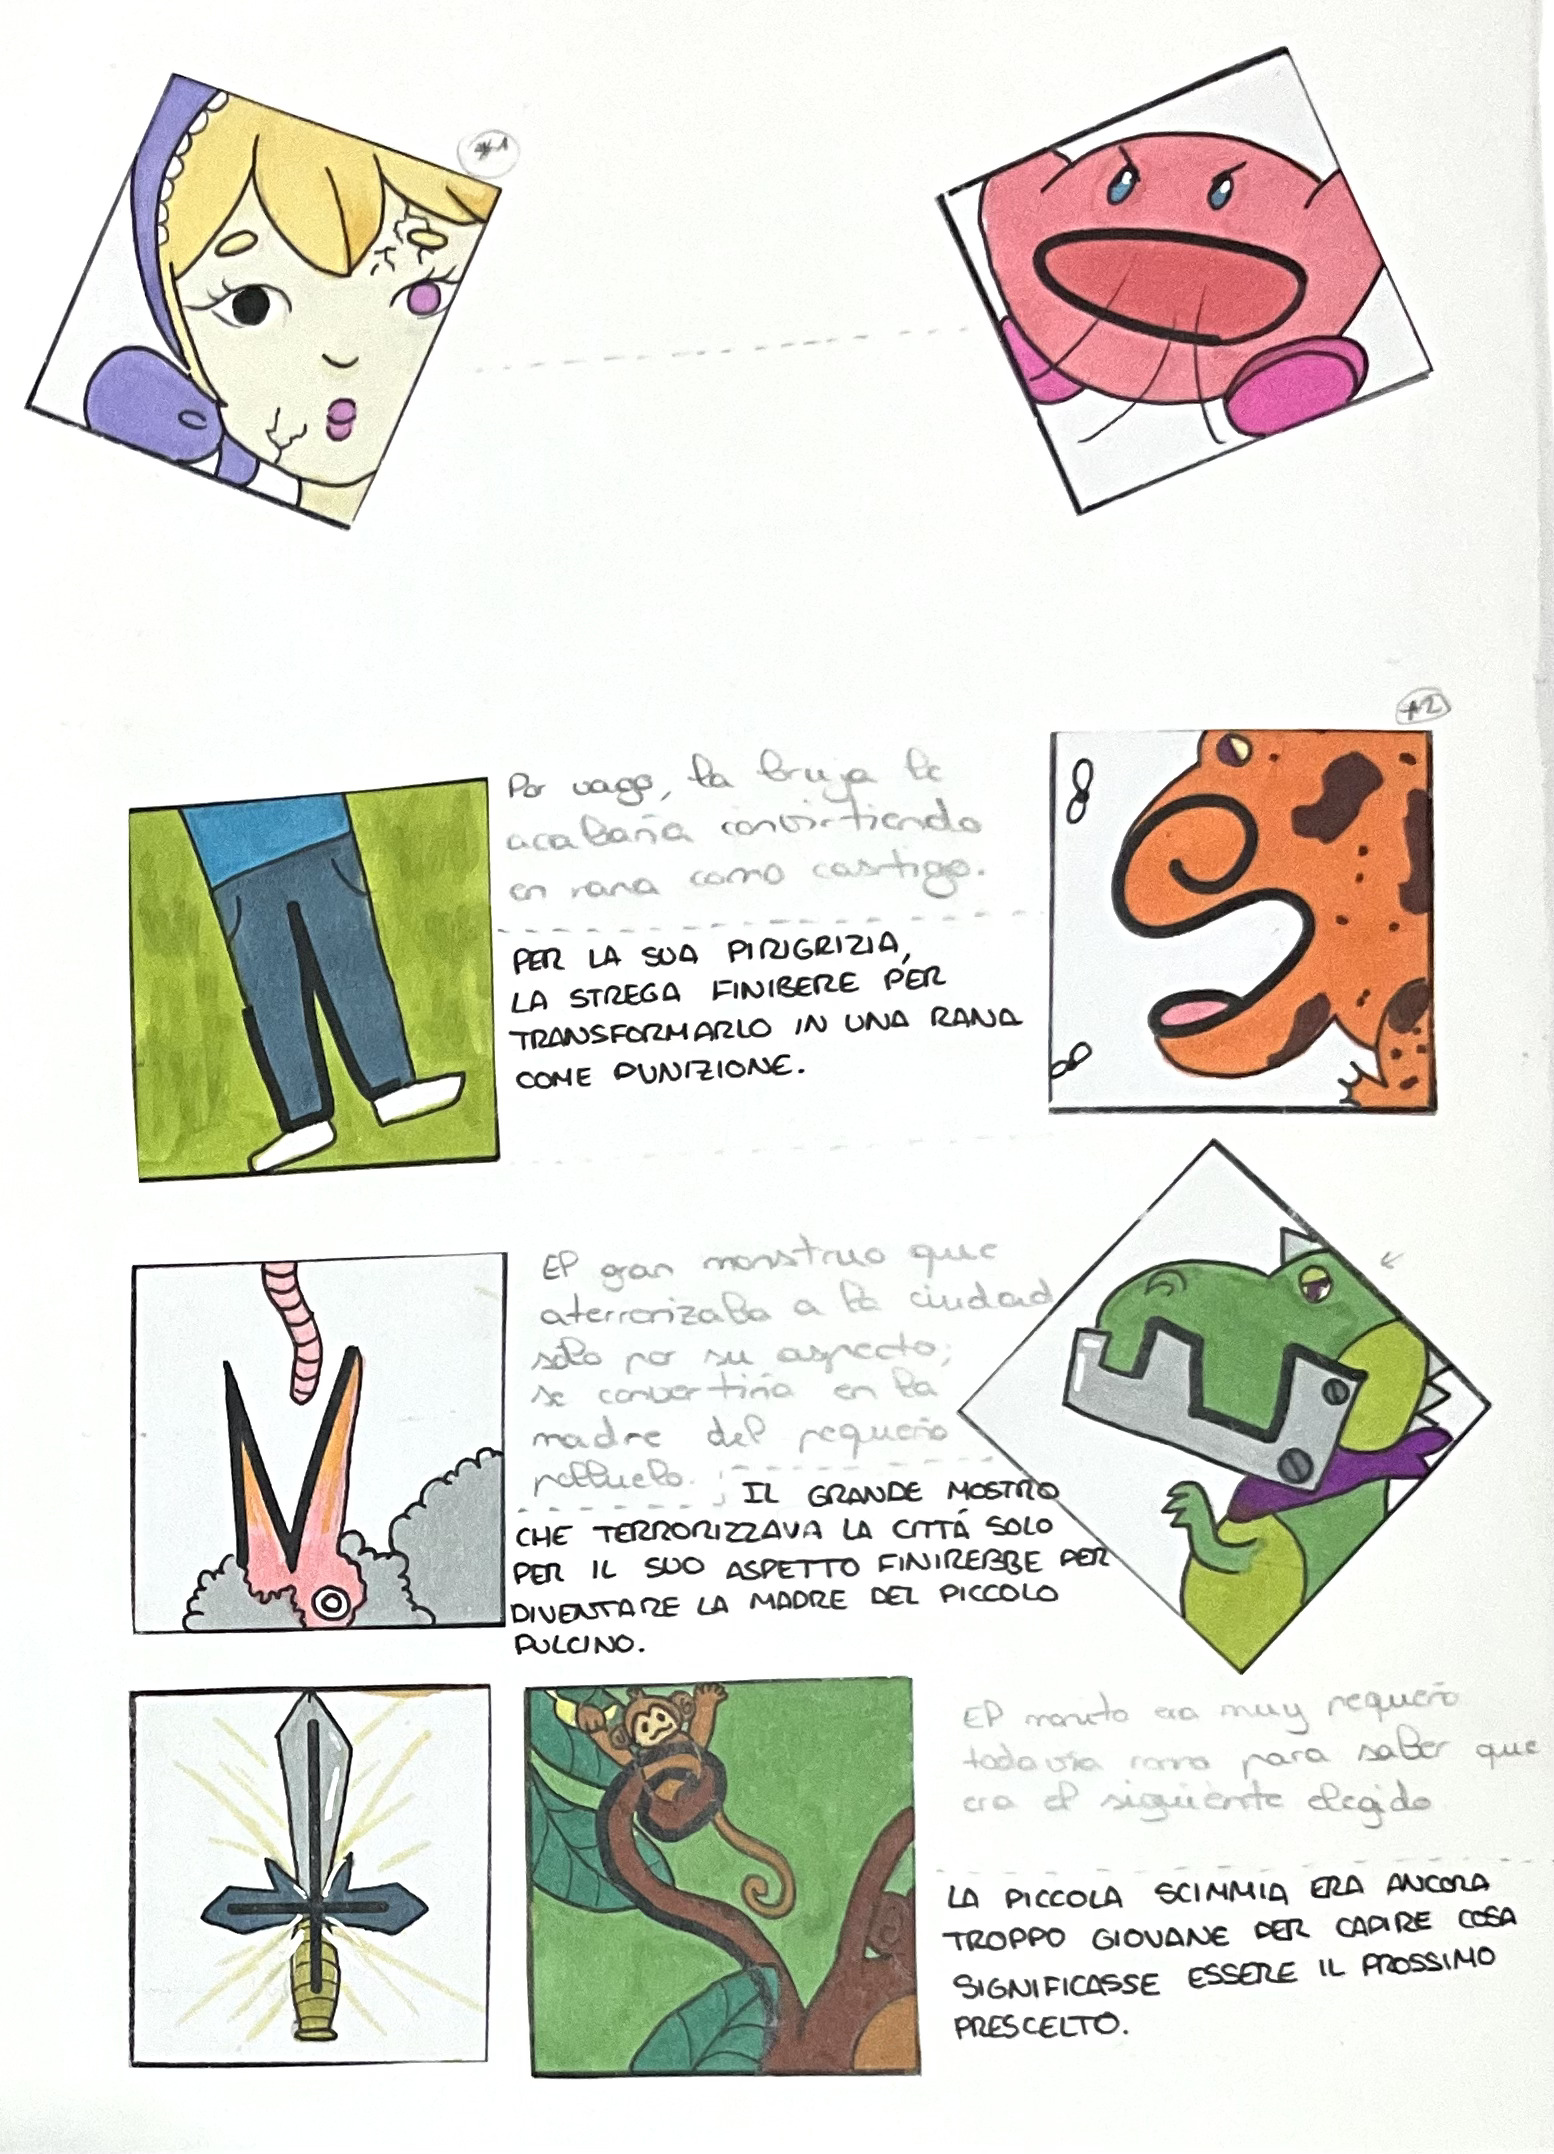 #1
#2
Por vago, la bruja le
acabaría convirtiendo
en rana como castigo.
PER LA SUA PIRIGRIZIA,
LA STREGA FINIBERE PER
TRANSFORMARLO IN UNA RANA
COME PUNIZIONE.
El gran monstruo que
aterrorizaba a la ciudad
sólo por su aspecto;
se convertiría en la
madre del pequeño
polluelo.
IL GRANDE MOSTRO
CHE TERRORIZZAVA LA CITTÁ SOLO
PER IL SUO ASPETTO FINIREBBE PER
DIVENTARE LA MADRE DEL PICCOLO
PULCINO.
El monito era muy pequeño
todavía como para saber que
era el siguiente elegido
LA PICCOLA SCIMMIA ERA ANCORA
TROPPO GIOVANE PER CAPIRE COSA
SIGNIFICASSE ESSERE IL PROSSIMO
PRESCELTO.